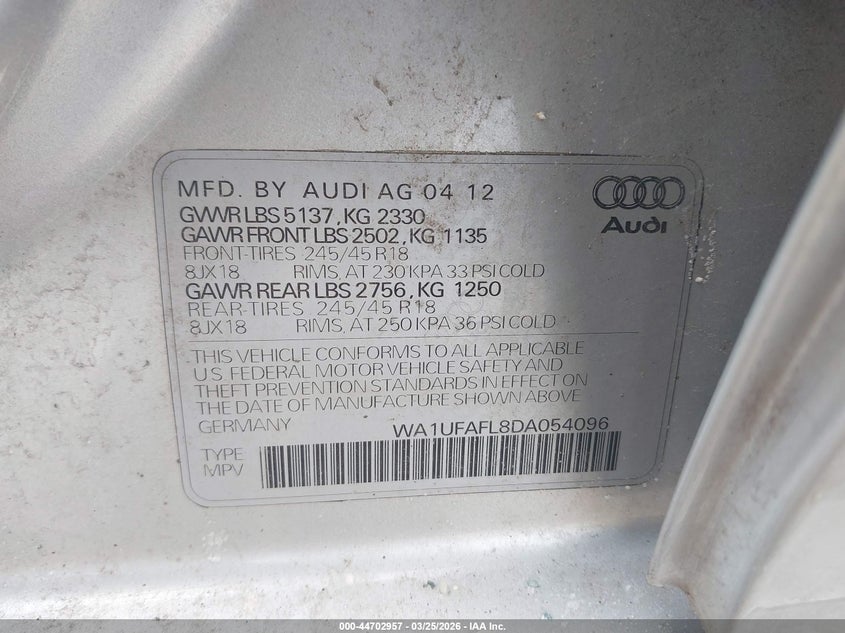 MFD. BY AUDI AG 04 12
GVWR LBS 5137, KG 2330
GAWR FRONT LBS 2502, KG 1135
FRONT-TIRES 245/45 R18
8JX18 RIMS, AT 230 KPA 33 PSI COLD
GAWR REAR LBS 2756, KG 1250
REAR-TIRES 245/45 R18
8JX18 RIMS, AT 250 KPA 36 PSI COLD
Audi
THIS VEHICLE CONFORMS TO ALL APPLICABLE
U.S. FEDERAL MOTOR VEHICLE SAFETY AND
THEFT PREVENTION STANDARDS IN EFFECT ON
THE DATE OF MANUFACTURE SHOWN ABOVE
GERMANY WA1UFAFL8DA054096
TYPE
MPV
000-44702957 - 03/25/2026 - IAA Inc.